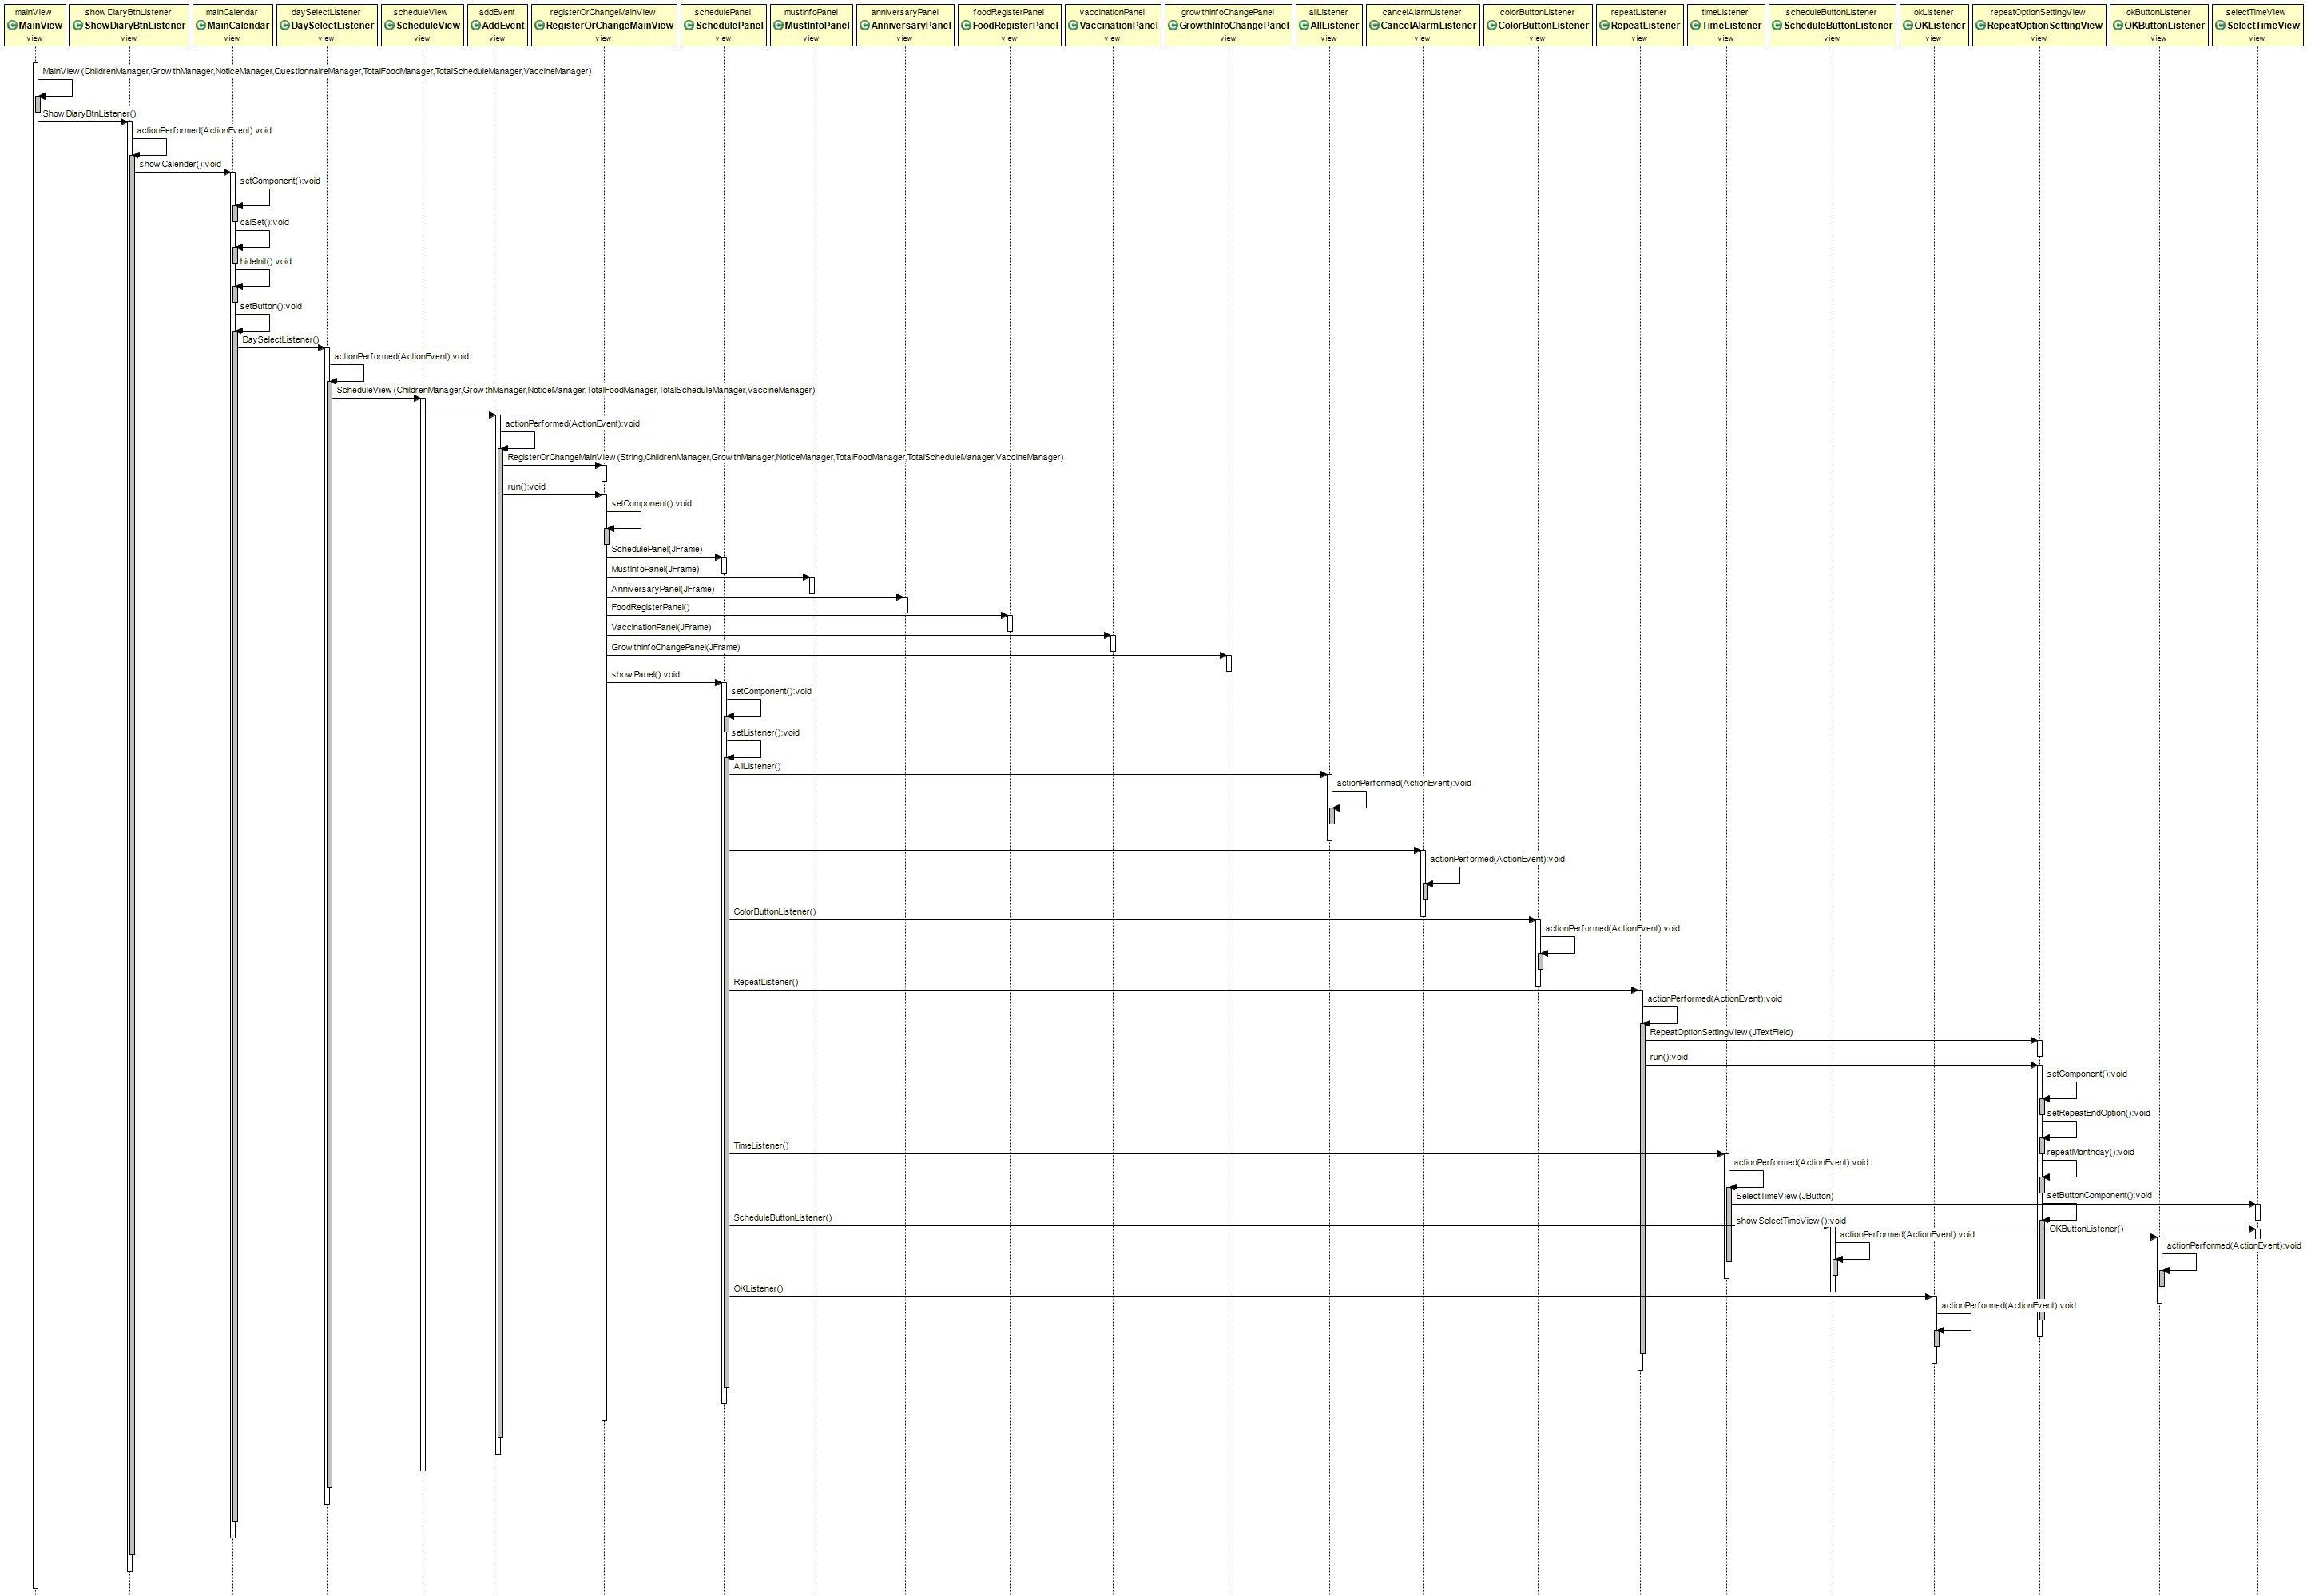 mainView
MainView
view
showDiaryBtnListener
ShowDiaryBtnListener
view
mainCalendar
MainCalendar
view
daySelectListener
DaySelectListener
view
scheduleView
ScheduleView
view
addEvent
AddEvent
view
registerOrChangeMainView
RegisterOrChangeMainView
view
schedulePanel
SchedulePanel
view
mustInfoPanel
MustInfoPanel
view
anniversaryPanel
AnniversaryPanel
view
foodRegisterPanel
FoodRegisterPanel
view
vaccinationPanel
VaccinationPanel
view
growthInfoChangePanel
GrowthInfoChangePanel
view
allListener
AllListener
view
cancelAlarmListener
CancelAlarmListener
view
colorButtonListener
ColorButtonListener
view
repeatListener
RepeatListener
view
timeListener
TimeListener
view
scheduleButtonListener
ScheduleButtonListener
view
okListener
OKListener
view
repeatOptionSettingView
RepeatOptionSettingView
view
okButtonListener
OKButtonListener
view
selectTimeView
SelectTimeView
view
MainView(ChildrenManager,GrowthManager,NoticeManager,QuestionnaireManager,TotalFoodManager,TotalScheduleManager,VaccineManager)
ShowDiaryBtnListener()
actionPerformed(ActionEvent):void
showCalender():void
setComponent():void
calSet():void
hideInit():void
setButton():void
DaySelectListener()
actionPerformed(ActionEvent):void
ScheduleView(ChildrenManager,GrowthManager,NoticeManager,TotalFoodManager,TotalScheduleManager,VaccineManager)
actionPerformed(ActionEvent):void
RegisterOrChangeMainView(String,ChildrenManager,GrowthManager,NoticeManager,TotalFoodManager,TotalScheduleManager,VaccineManager)
run():void
setComponent():void
SchedulePanel(JFrame)
MustInfoPanel(JFrame)
AnniversaryPanel(JFrame)
FoodRegisterPanel()
VaccinationPanel(JFrame)
GrowthInfoChangePanel(JFrame)
showPanel():void
setComponent():void
setListener():void
AllListener()
actionPerformed(ActionEvent):void
actionPerformed(ActionEvent):void
ColorButtonListener()
actionPerformed(ActionEvent):void
RepeatListener()
actionPerformed(ActionEvent):void
RepeatOptionSettingView(JTextField)
run():void
setComponent():void
setRepeatEndOption():void
TimeListener()
repeatMonthday():void
actionPerformed(ActionEvent):void
SelectTimeView(JButton)
setButtonComponent():void
ScheduleButtonListener()
showSelectTimeView():void
OKButtonListener()
actionPerformed(ActionEvent):void
actionPerformed(ActionEvent):void
OKListener()
actionPerformed(ActionEvent):void